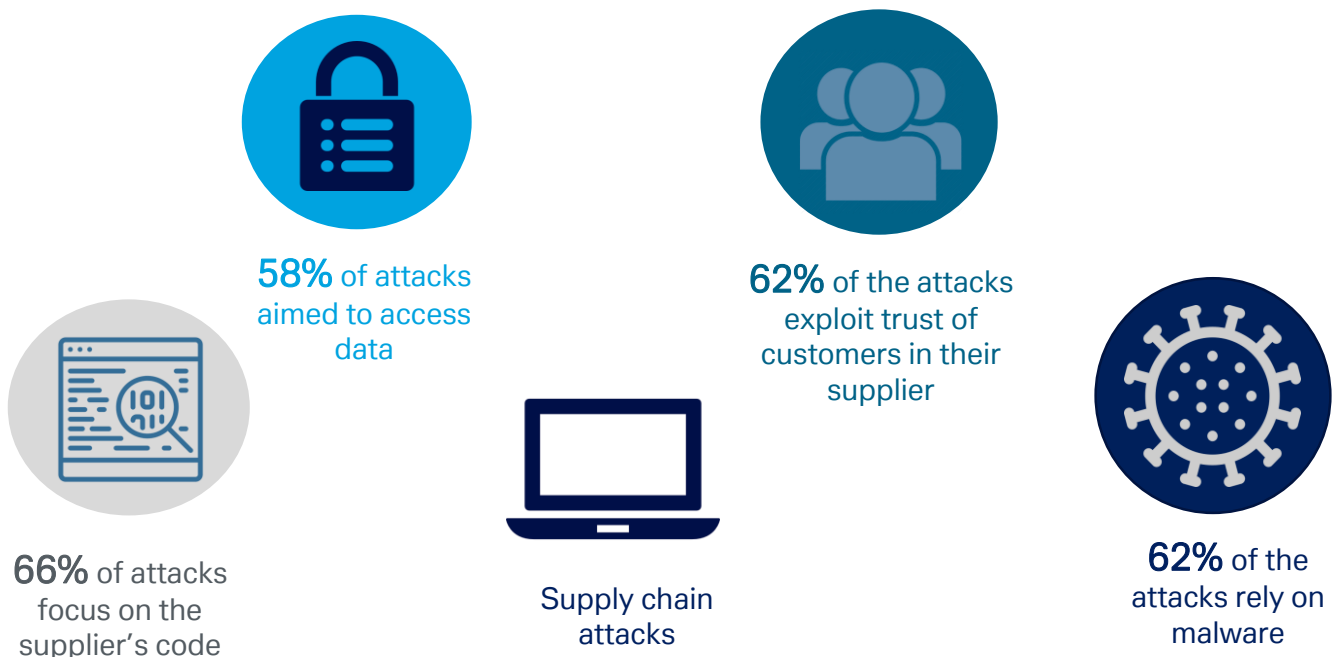 58% of attacks
aimed to access
data
62% of the attacks
exploit trust of
customers in their
supplier
101
66% of attacks
focus on the
supplier's code
Supply chain
attacks
62% of the
attacks rely on
malware